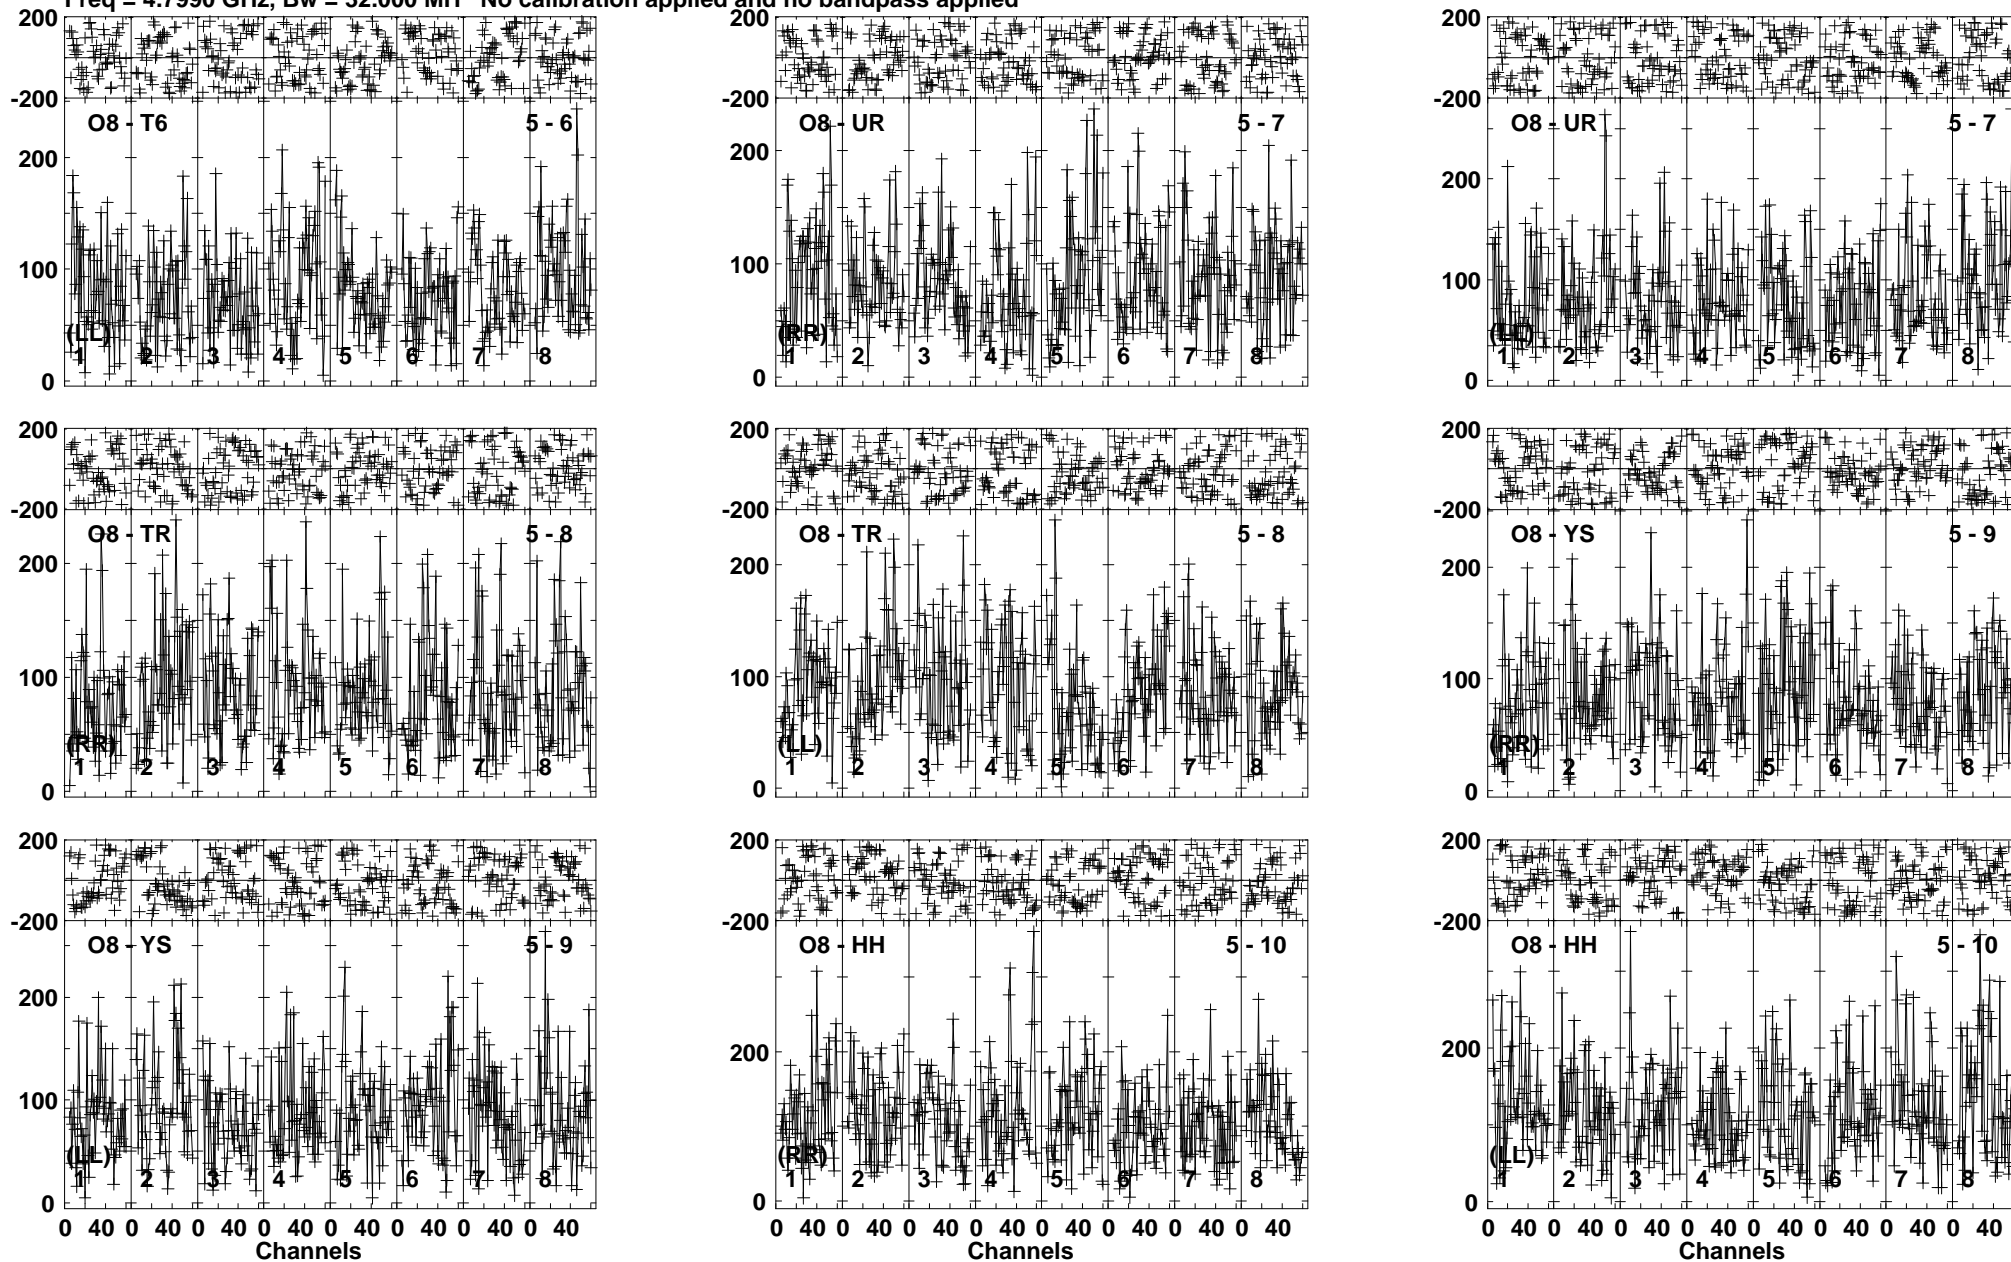 Freq = 4.7990 GHz, Bw = 32.000 MH No calibration applied and no bandpass applied
200 200 200
-200 -200 -200
O8 - T6 5 - 6 O8 - UR 5 - 7 O8 - UR 5 - 7
200 200 200
100 100 100
(LL) (RR) (LL)
1 2 3 4 5 6 7 8 1 2 3 4 5 6 7 8 1 2 3 4 5 6 7 8
0 0 0
200 200 200
-200 -200 -200
O8 - TR 5 - 8 O8 - TR 5 - 8 O8 - YS 5 - 9
200 200 200
100 100 100
(RR) (LL) (RR)
1 2 3 4 5 6 7 8 1 2 3 4 5 6 7 8 1 2 3 4 5 6 7 8
0 0 0
200 200 200
-200 -200 -200
O8 - YS 5 - 9 O8 - HH 5 - 10 O8 - HH 5 - 10
200 200 200
100
(LL) (RR) (LL)
1 2 3 4 5 6 7 8 1 2 3 4 5 6 7 8 1 2 3 4 5 6 7 8
0 0 0
0 40 0 40 0 40 0 40 0 40 0 40 0 40 0 40 0 40 0 40 0 40 0 40 0 40 0 40 0 40 0 40 0 40 0 40 0 40 0 40 0 40 0 40 0 40 0 40
Channels Channels Channels